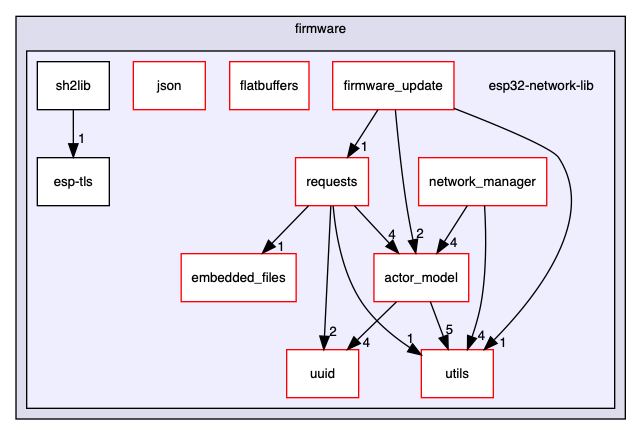 firmware
sh2lib
json
flatbuffers
firmware_update
esp32-network-lib
1
1
esp-tls
requests
network_manager
1
4
2
4
embedded_files
actor_model
2
4
1
5
4
1
uuid
utils